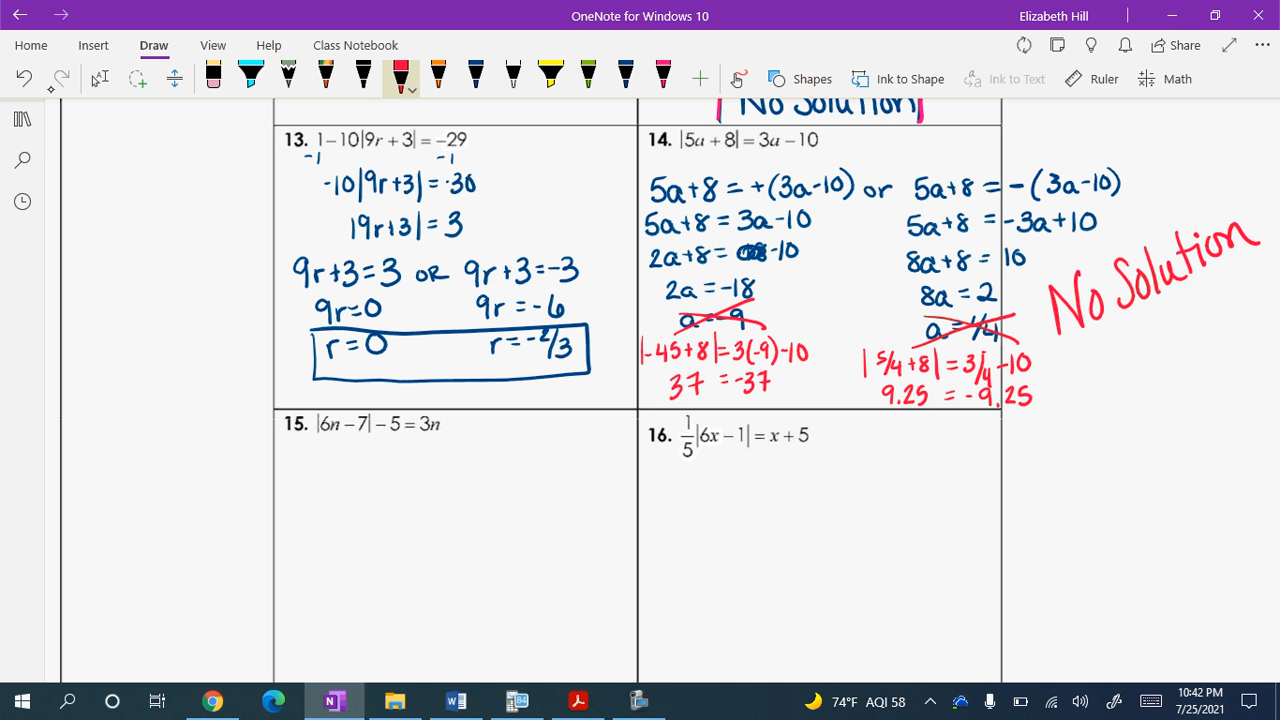 OneNote for Windows 10
Elizabeth Hill
Home Insert Draw View Help Class Notebook Share
Shapes Ink to Shape Ink to Text Ruler Math
No Solution
13. 1−10|9r + 3| = −29
-1 -1
-10|9r+3| = -30
|9r+3| = 3
9r+3=3 OR 9r+3=-3
9r=0 9r=-6
r=0 r=-2/3
14. |5a + 8| = 3a − 10
5a+8 = +(3a-10) or 5a+8 = -(3a-10)
5a+8 = 3a-10 5a+8 = -3a+10
2a+8 = -10 8a+8 = 10
2a = -18 8a = 2
a = -9 a = 1/4
|-45+8| = 3(-9)-10 |5/4+8| = 3/4-10
37 = -37 9.25 = -9.25
No Solution
15. |6n − 7| − 5 = 3n
16. 1/5|6x − 1| = x + 5
74°F AQI 58
10:42 PM
7/25/2021